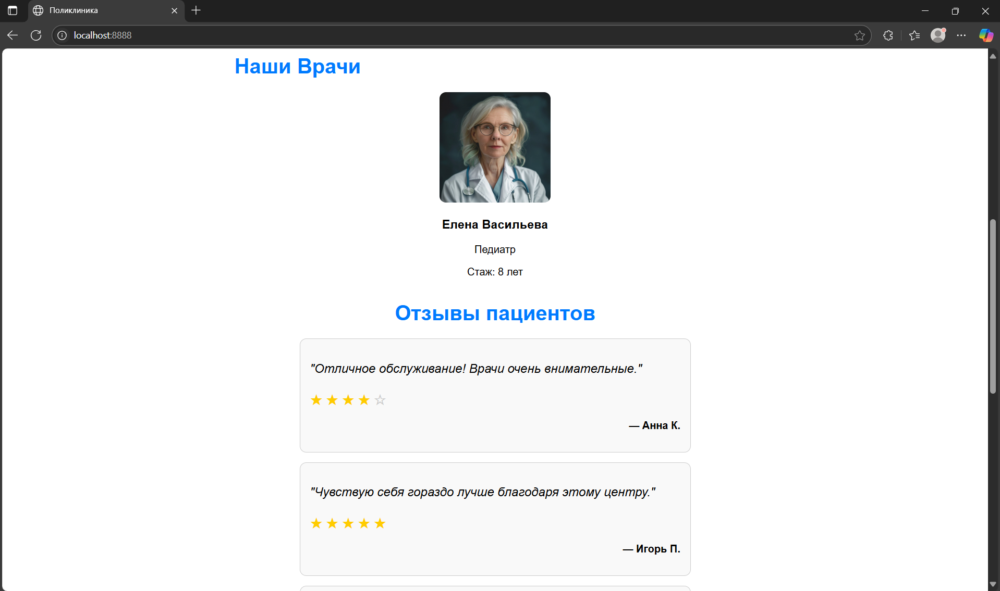 Поликлиника
localhost:8888
Наши Врачи
Елена Васильева
Педиатр
Стаж: 8 лет
Отзывы пациентов
"Отличное обслуживание! Врачи очень внимательные."
★ ★ ★ ★ ☆
— Анна К.
"Чувствую себя гораздо лучше благодаря этому центру."
★ ★ ★ ★ ★
— Игорь П.